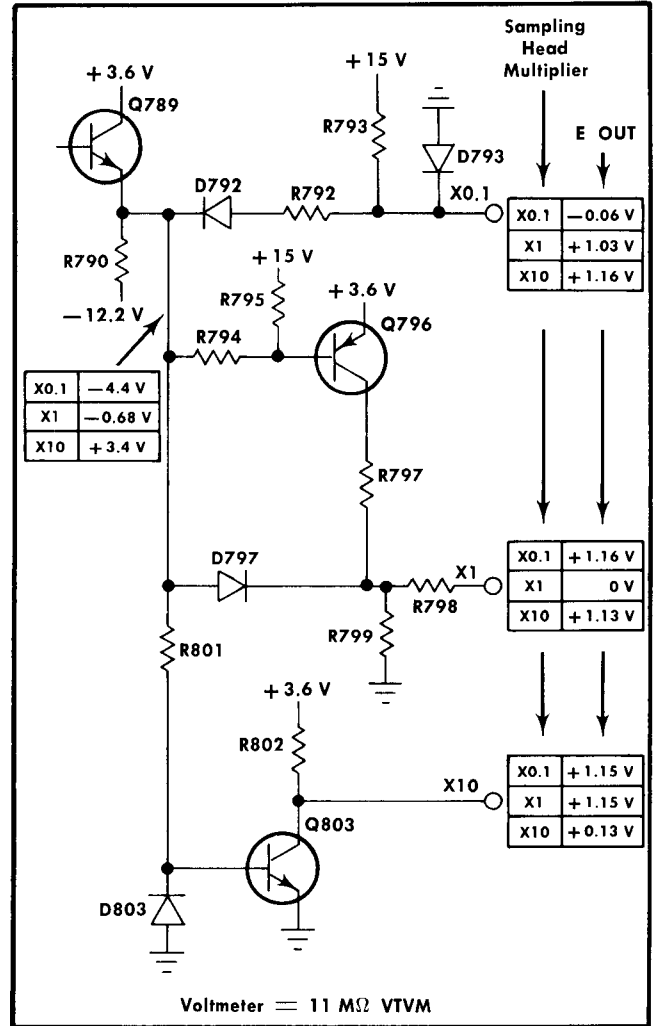 Sampling
Head
Multiplier
+15 V
+3.6 V
Q789
R793
D793
E OUT
D792
R792
X0.1
X0.1 −0.06 V
X1 +1.03 V
X10 +1.16 V
R790
+15 V
−12.2 V
R795
+3.6 V
Q796
R794
X0.1 −4.4 V
X1 −0.68 V
X10 +3.4 V
R797
D797
X1
X0.1 +1.16 V
X1 0 V
X10 +1.13 V
R798
R799
R801
+3.6 V
R802
X10
X0.1 +1.15 V
X1 +1.15 V
X10 +0.13 V
Q803
D803
Voltmeter = 11 MΩ VTVM